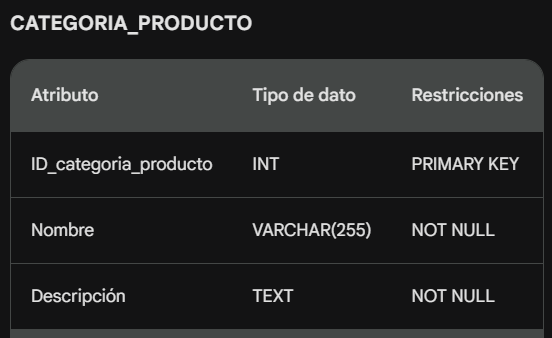 CATEGORIA_PRODUCTO
Atributo Tipo de dato Restricciones
ID_categoria_producto INT PRIMARY KEY
Nombre VARCHAR(255) NOT NULL
Descripción TEXT NOT NULL